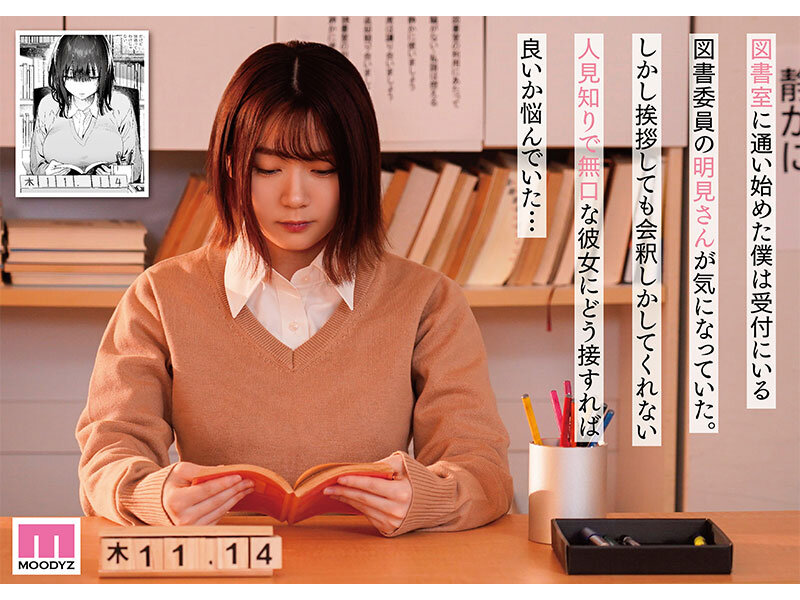 図書室に通い始めた僕は受付にいる
図書委員の明見さんが気になっていた。
しかし挨拶しても会釈しかしてくれない
人見知りで無口な彼女にどう接すれば
良いか悩んでいた…
静かに
木 11.14
木 11.14
MOODYZ